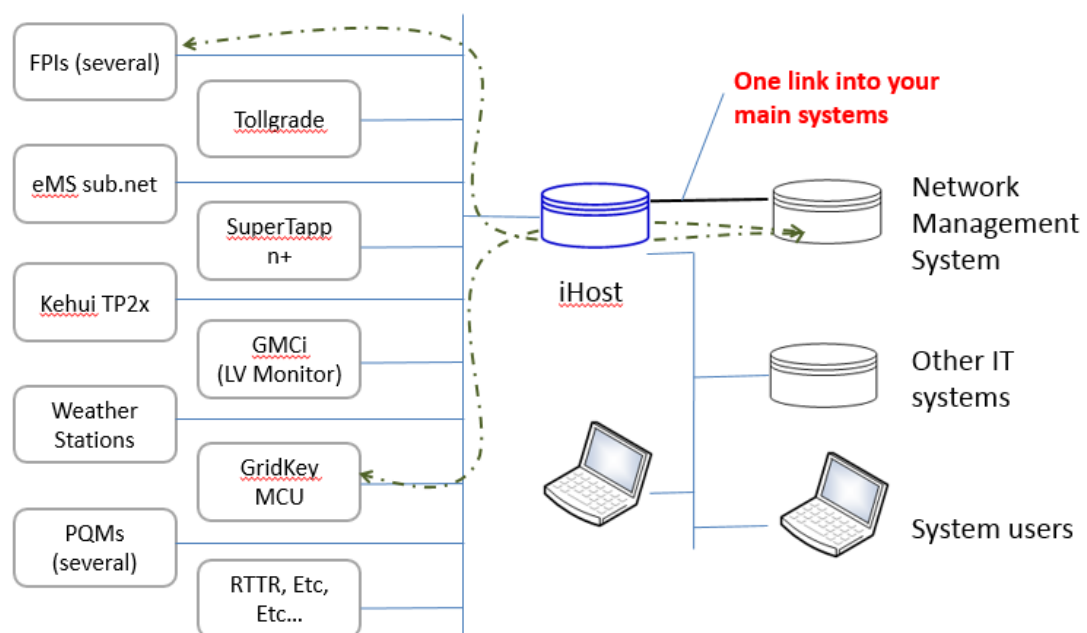 FPIs (several)
Tollgrade
eMS sub.net
SuperTapp
n+
Kehui TP2x
GMCi
(LV Monitor)
Weather
Stations
GridKey
MCU
PQMs
(several)
RTTR, Etc,
Etc...
iHost
One link into your
main systems
Network
Management
System
Other IT
systems
System users